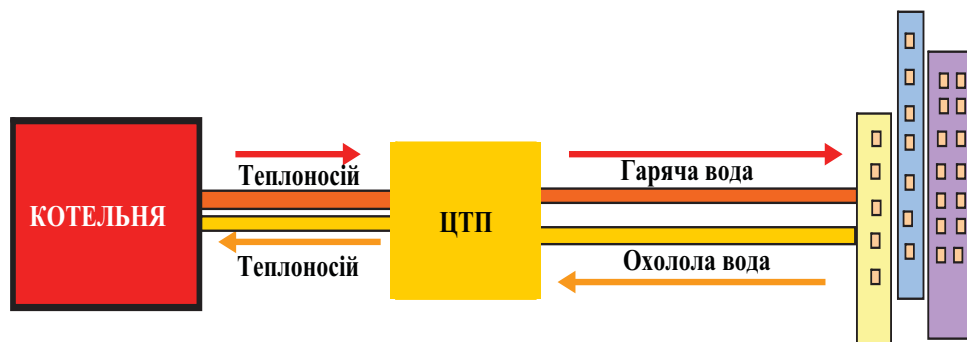 Теплоносій
Гаряча вода
КОТЕЛЬНЯ
ЦТП
Теплоносій
Охолола вода